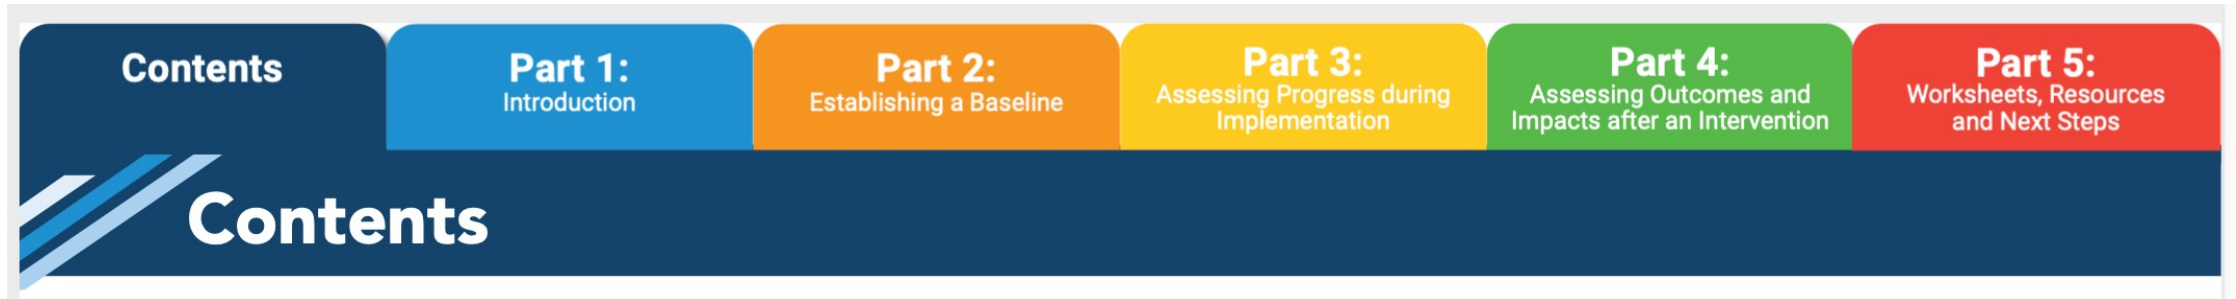 Contents
Part 1:
Introduction
Part 2:
Establishing a Baseline
Part 3:
Assessing Progress during
Implementation
Part 4:
Assessing Outcomes and
Impacts after an Intervention
Part 5:
Worksheets, Resources
and Next Steps
Contents